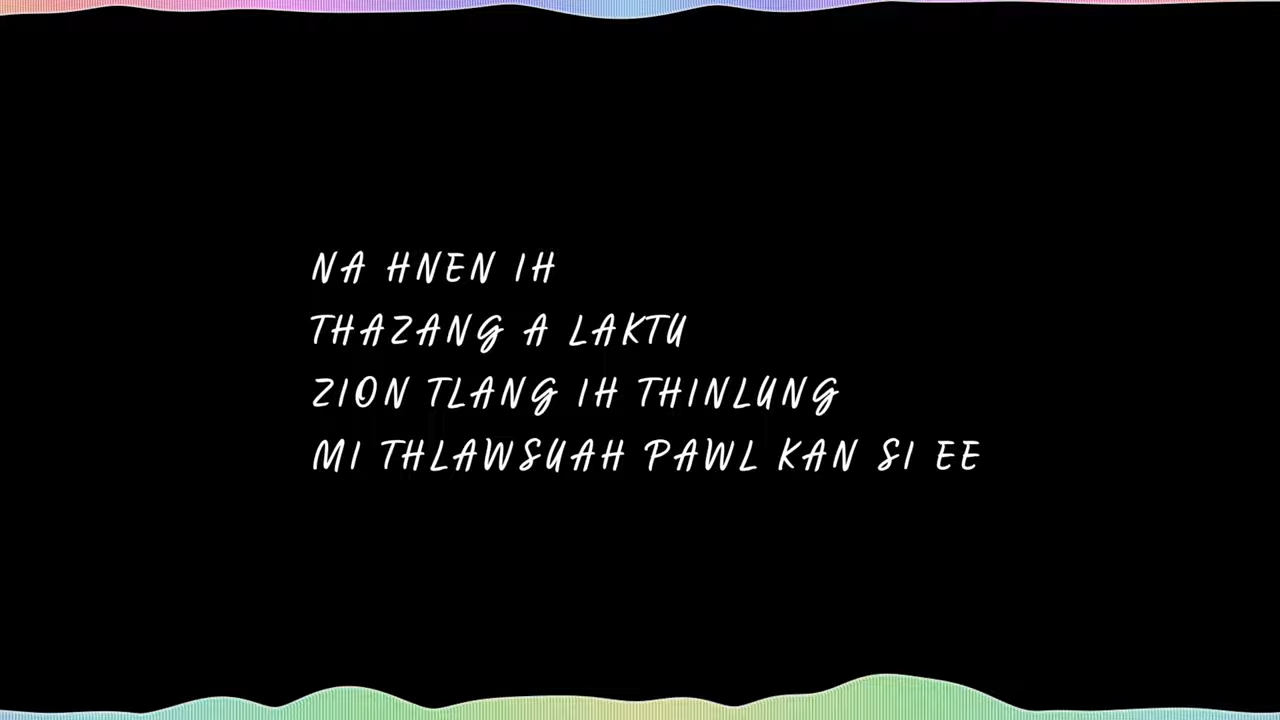 NA HNEN IH
THAZANG A LAKTU
ZION TLANG IH THINLUNG
MI THLAWSUAH PAWL KAN SI EE